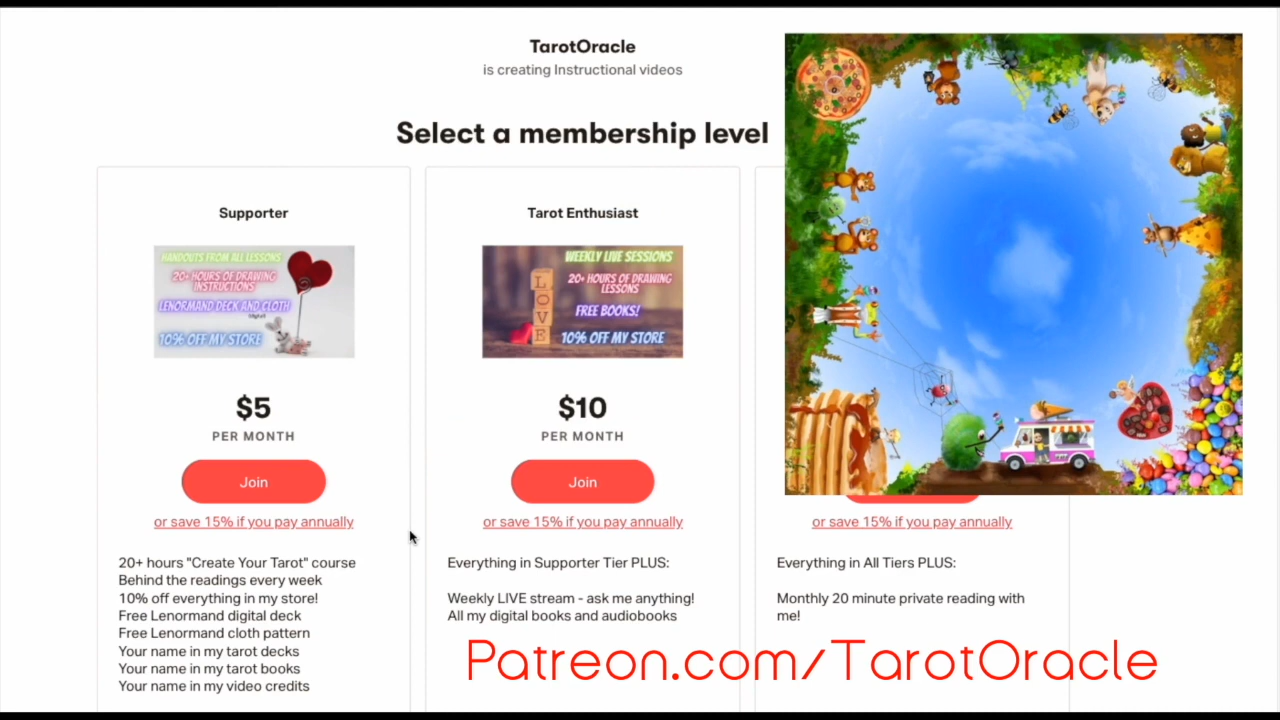 TarotOracle
is creating Instructional videos
Select a membership level
Supporter
HANDOUTS FROM ALL LESSONS
20+ HOURS OF DRAWING
INSTRUCTIONS
LENORMAND DECK AND CLOTH
10% OFF MY STORE
$5
PER MONTH
Join
or save 15% if you pay annually
20+ hours "Create Your Tarot" course
Behind the readings every week
10% off everything in my store!
Free Lenormand digital deck
Free Lenormand cloth pattern
Your name in my tarot decks
Your name in my tarot books
Your name in my video credits
Tarot Enthusiast
WEEKLY LIVE SESSIONS
20+ HOURS OF DRAWING
LESSONS
LOVE
FREE BOOKS!
10% OFF MY STORE
$10
PER MONTH
Join
or save 15% if you pay annually
Everything in Supporter Tier PLUS:
Weekly LIVE stream - ask me anything!
All my digital books and audiobooks
or save 15% if you pay annually
Everything in All Tiers PLUS:
Monthly 20 minute private reading with
me!
Patreon.com/TarotOracle